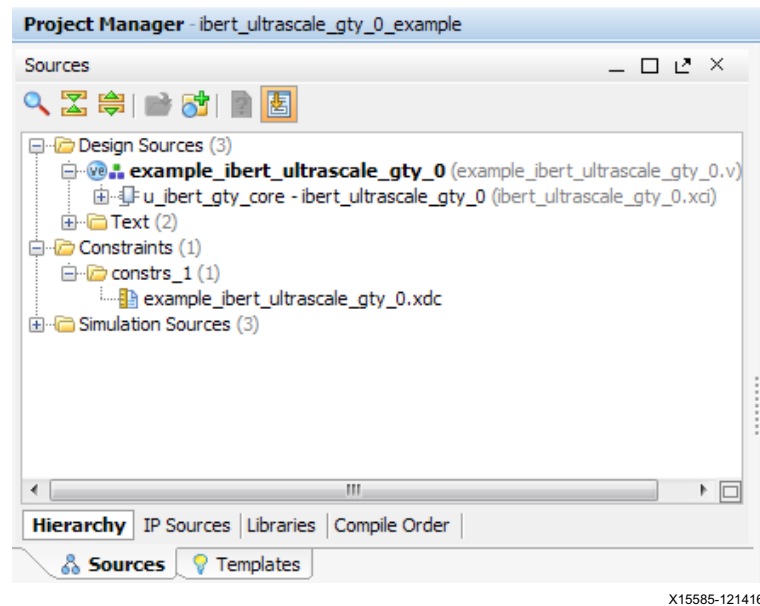 Project Manager - ibert_ultrascale_gty_0_example
Sources
Design Sources (3)
example_ibert_ultrascale_gty_0 (example_ibert_ultrascale_gty_0.v)
u_ibert_gty_core - ibert_ultrascale_gty_0 (ibert_ultrascale_gty_0.xci)
Text (2)
Constraints (1)
constrs_1 (1)
example_ibert_ultrascale_gty_0.xdc
Simulation Sources (3)
Hierarchy IP Sources Libraries Compile Order
Sources Templates
X15585-121416